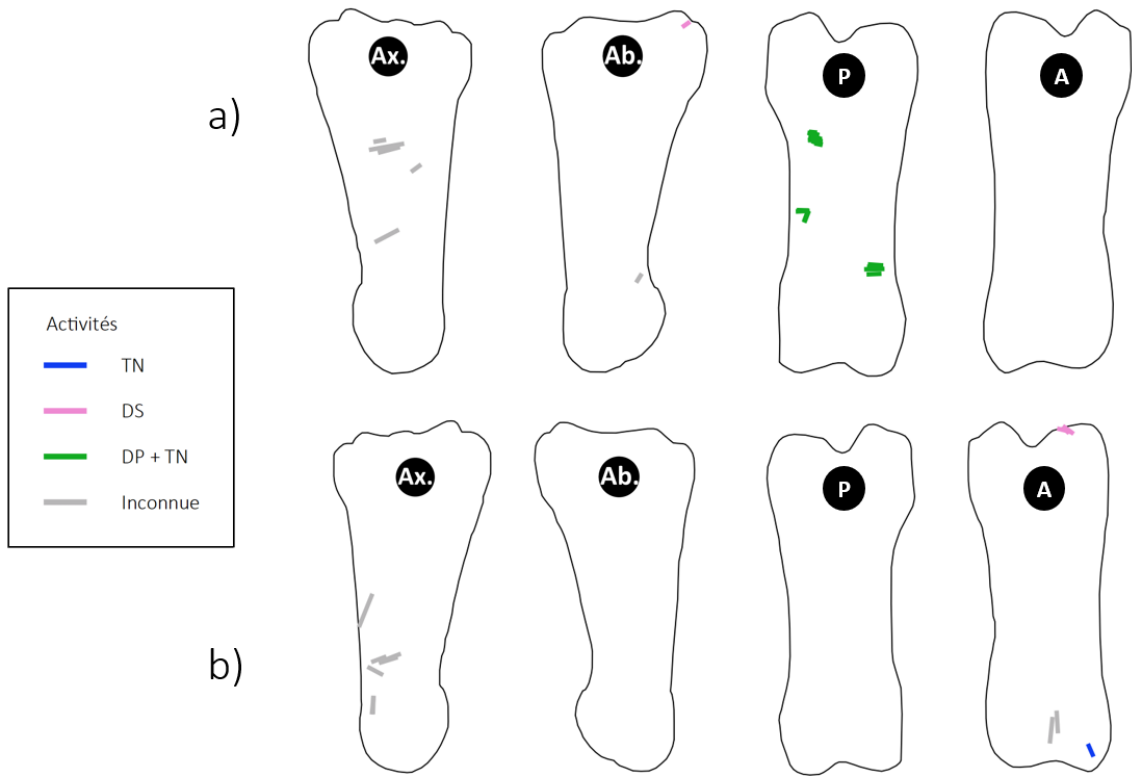 a)
Ax.
Ab.
P
A
Activités
TN
DS
DP + TN
Inconnue
b)
Ax.
Ab.
P
A